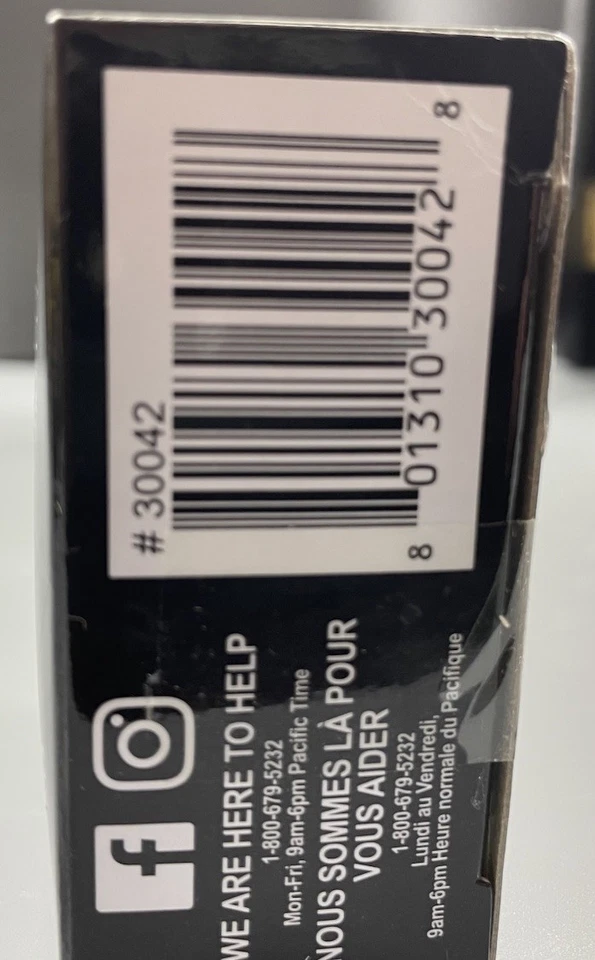 # 30042
8 01310 30042 8
WE ARE HERE TO HELP
1-800-679-5232
Mon-Fri, 9am-6pm Pacific Time
NOUS SOMMES LÀ POUR
VOUS AIDER
1-800-679-5232
Lundi au Vendredi,
9am-6pm Heure normale du Pacifique